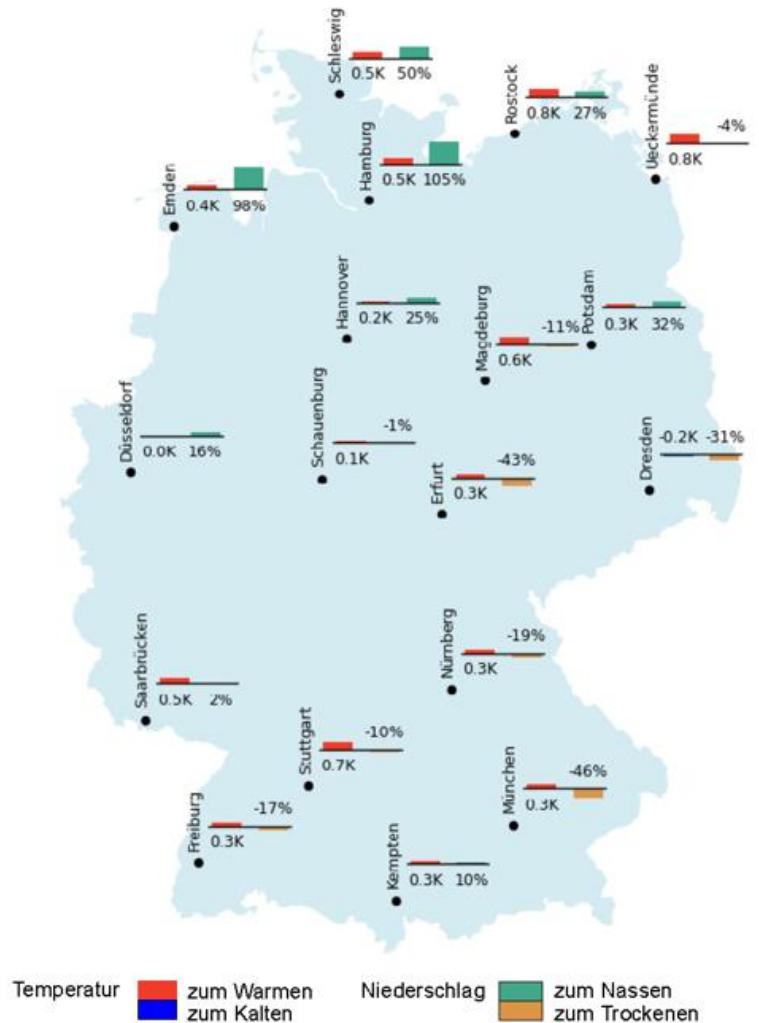 Schleswig
0.5K 50%
Rostock
0.8K 27%
Ueckermünde
-4%
0.8K
Hamburg
0.5K 105%
Emden
0.4K 98%
Hannover
0.2K 25%
Magdeburg
-11%
0.6K
Potsdam
0.3K 32%
Düsseldorf
0.0K 16%
Schauenburg
-1%
0.1K
Erfurt
-43%
0.3K
Dresden
-0.2K -31%
Saarbrücken
0.5K 2%
Nürnberg
-19%
0.3K
Stuttgart
-10%
0.7K
München
-46%
0.3K
Freiburg
-17%
0.3K
Kempten
0.3K 10%
Temperatur zum Warmen Niederschlag zum Nassen
zum Kalten zum Trockenen